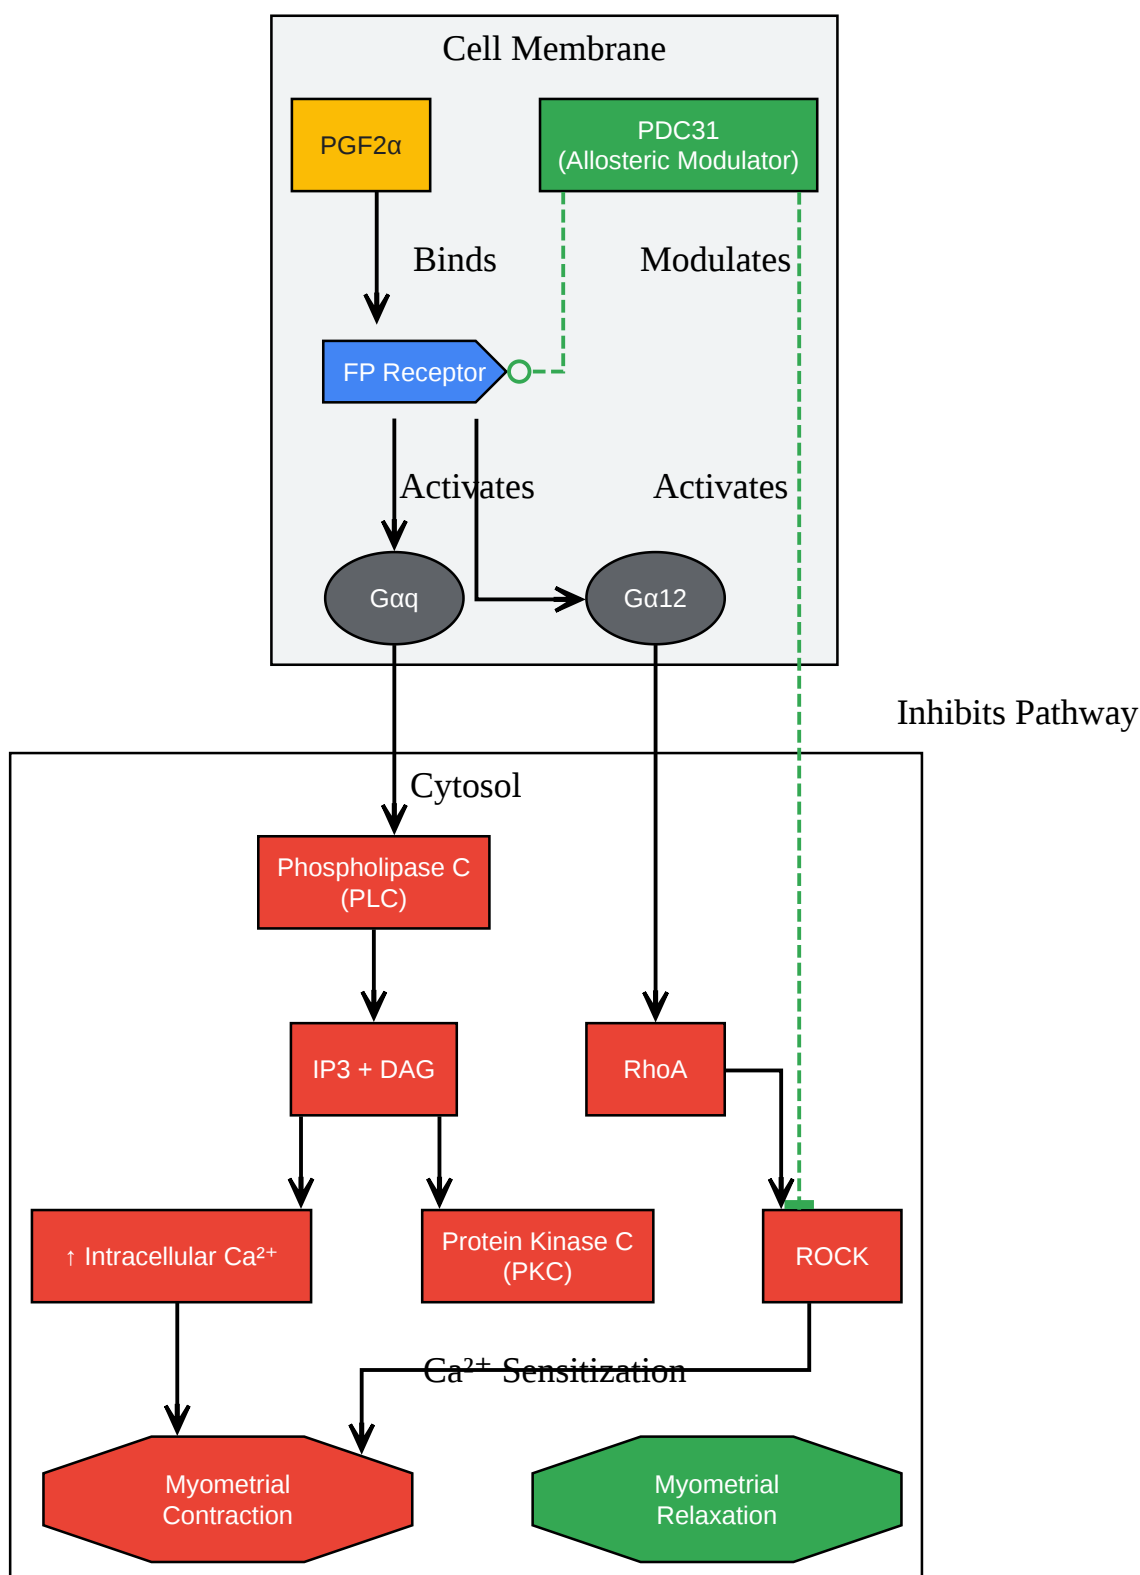 Cell Membrane
PGF2α
PDC31
(Allosteric Modulator)
Binds
Modulates
FP Receptor
Activates
Activates
Gαq
Gα12
Inhibits Pathway
Cytosol
Phospholipase C
(PLC)
IP3 + DAG
RhoA
↑ Intracellular Ca²⁺
Protein Kinase C
(PKC)
ROCK
Ca²⁺ Sensitization
Myometrial
Contraction
Myometrial
Relaxation